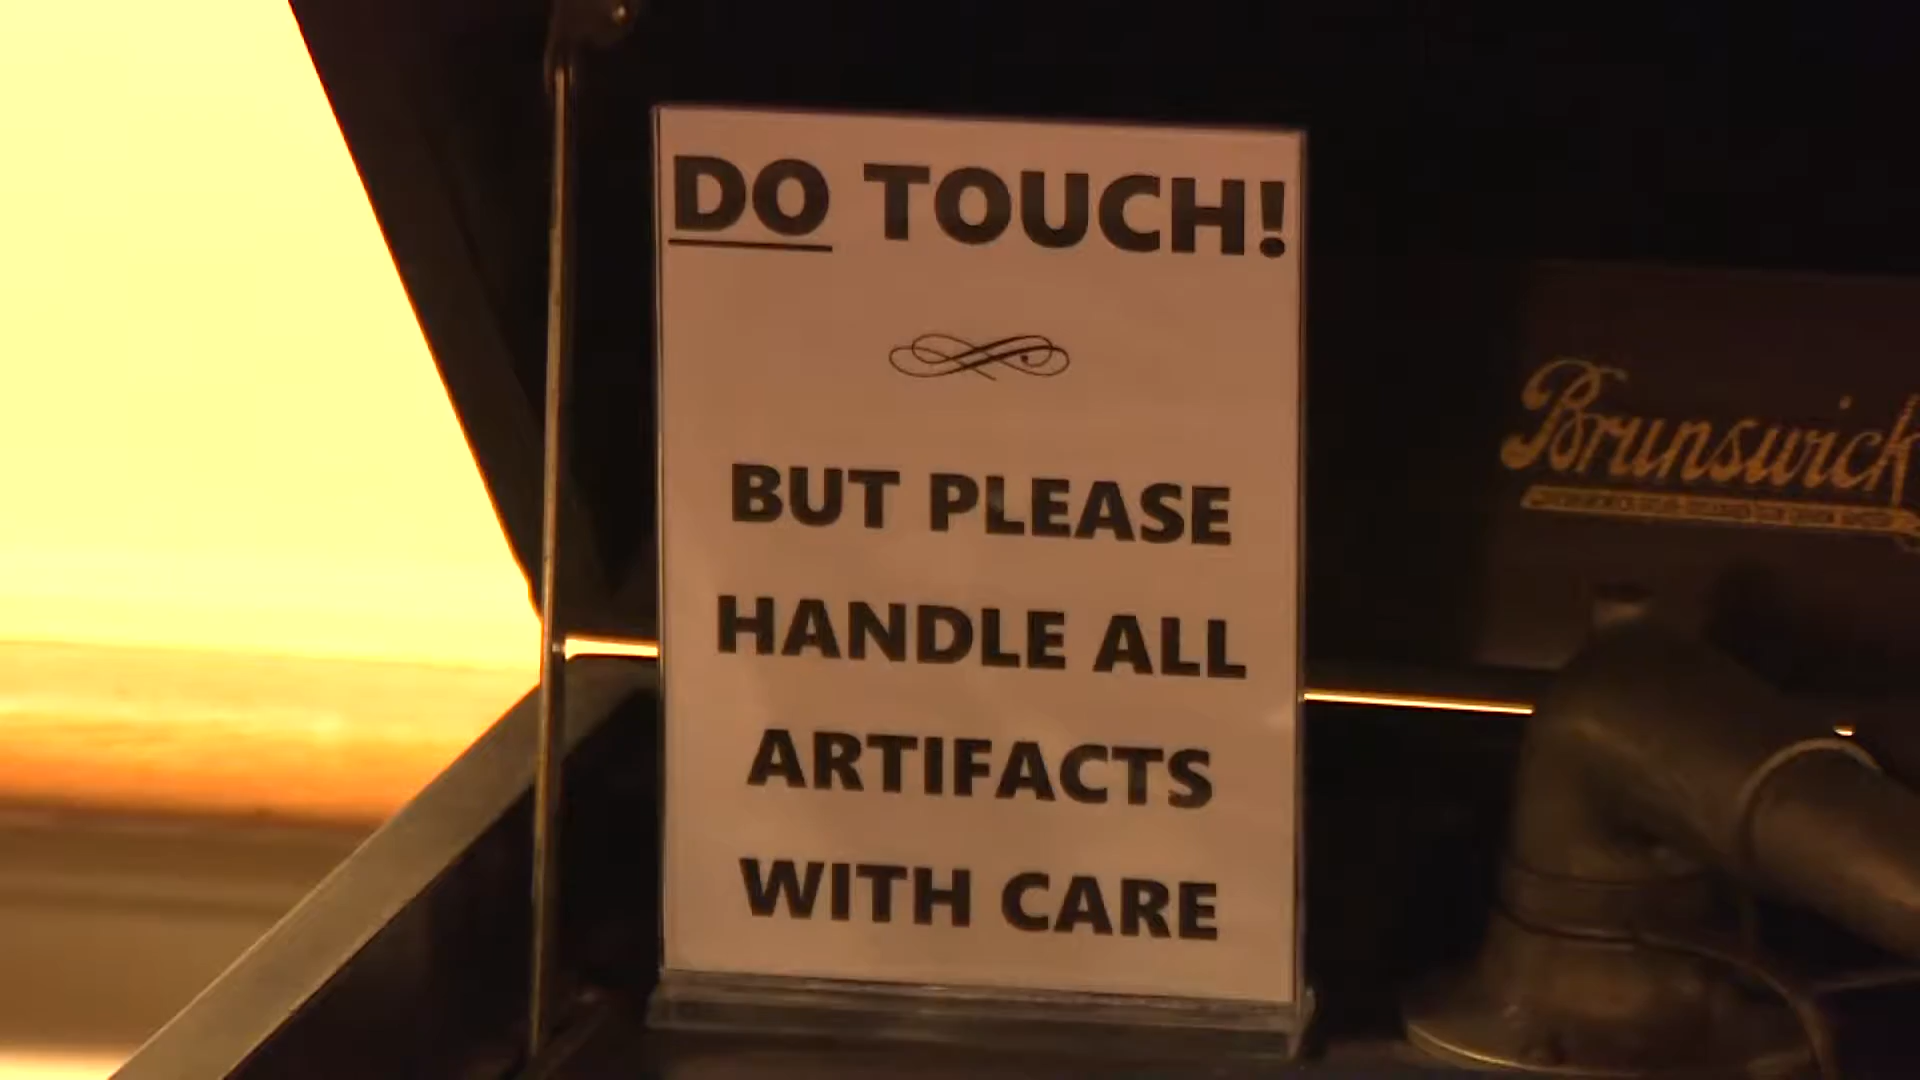 DO TOUCH!
BUT PLEASE
HANDLE ALL
ARTIFACTS
WITH CARE
Brunswick